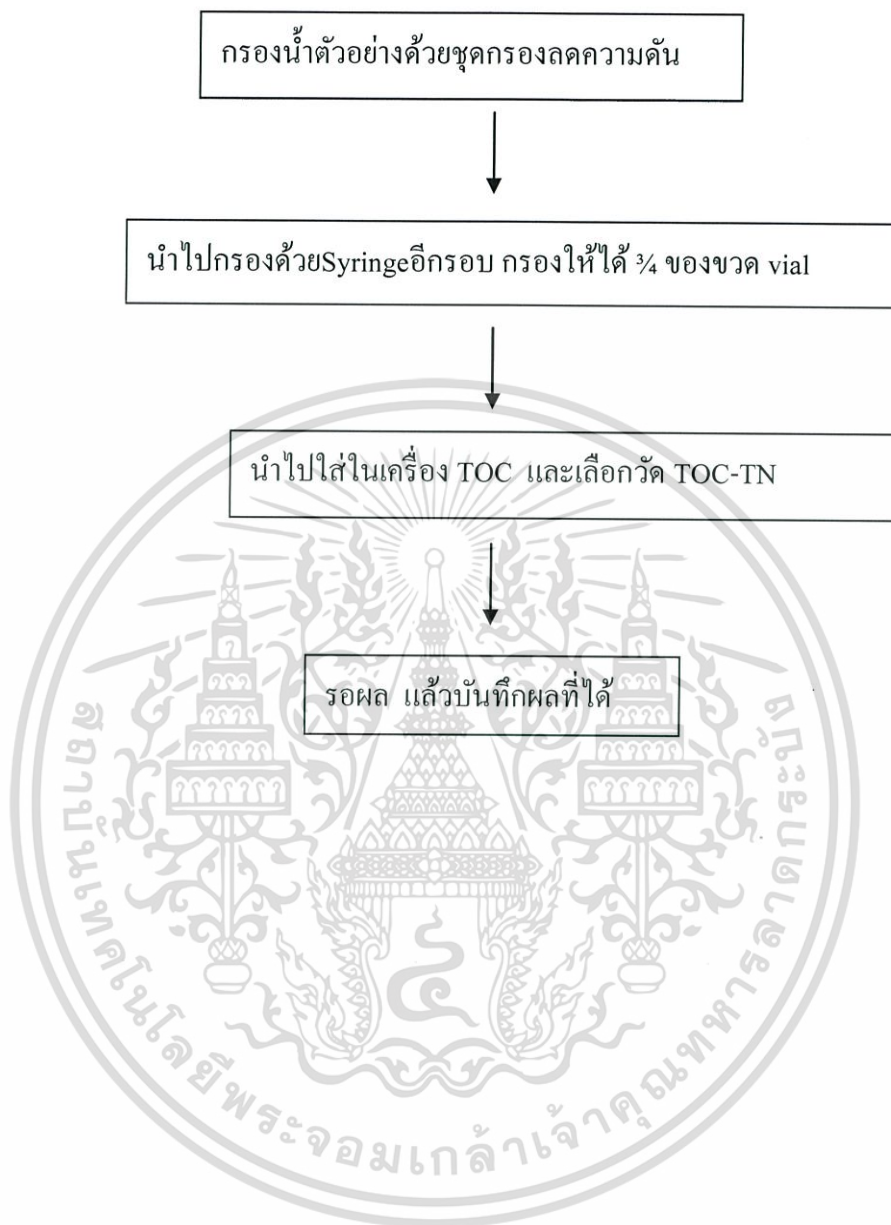 กรองน้ำตัวอย่างด้วยชุดกรองลดความดัน
นำไปกรองด้วยSyringeอีกรอบ กรองให้ได้ ¾ ของขวด vial
นำไปใส่ในเครื่อง TOC และเลือกวัด TOC-TN
รอผล แล้วบันทึกผลที่ได้
สถาบันเทคโนโลยีพระจอมเกล้าเจ้าคุณทหารลาดกระบัง